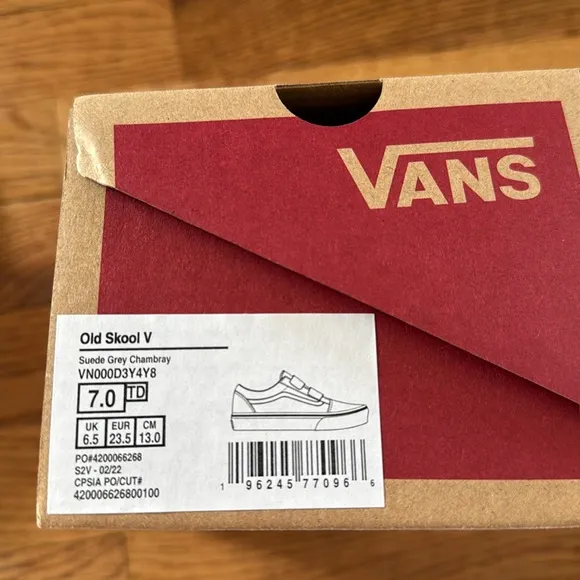 VANS
Old Skool V
Suede Grey Chambray
VN000D3Y4Y8
7.0 TD
UK EUR CM
6.5 23.5 13.0
PO#4200066268
S2V - 02/22
CPSIA PO/CUT#
420006626800100
1 96245 77096 6